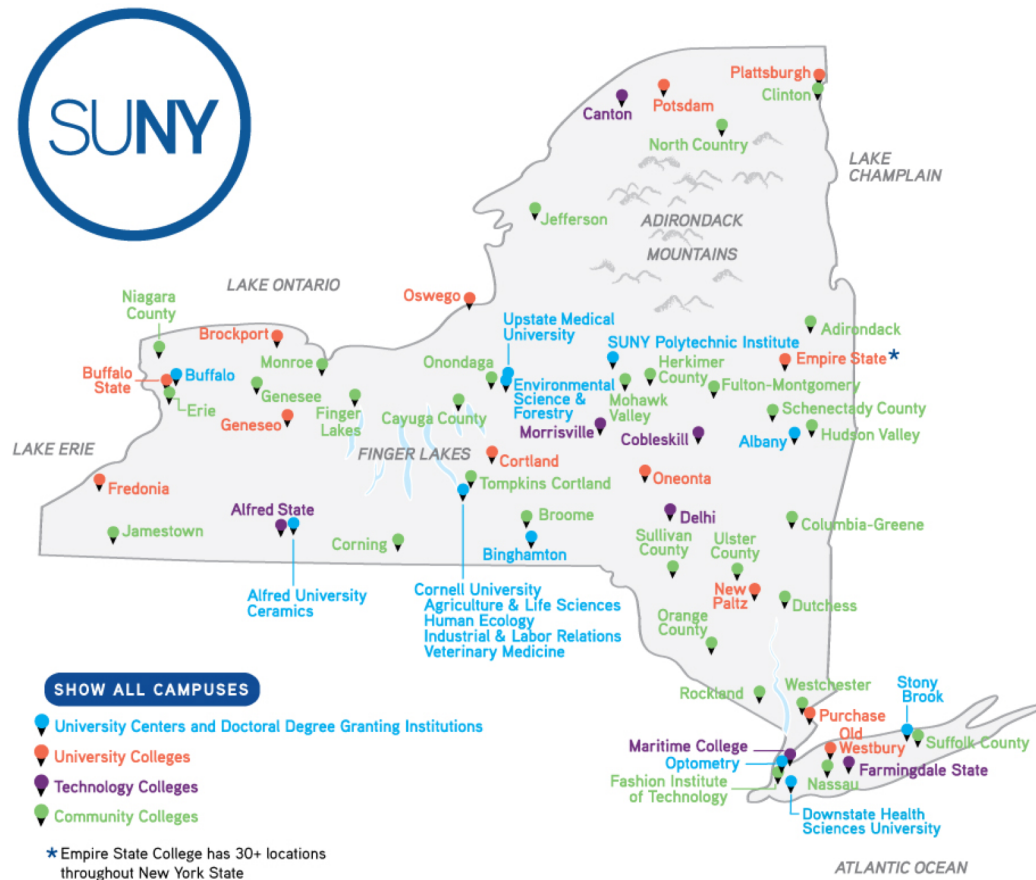 SUNY
Plattsburgh
Clinton
Potsdam
Canton
North Country
LAKE
CHAMPLAIN
Jefferson
ADIRONDACK
MOUNTAINS
LAKE ONTARIO
Oswego
Niagara
County
Brockport
Upstate Medical
University
Adirondack
SUNY Polytechnic Institute
Monroe
Onondaga
Herkimer
County
Empire State*
Buffalo
State
Buffalo
Environmental
Science &
Forestry
Mohawk
Valley
Fulton-Montgomery
Erie
Genesee
Finger
Lakes
Cayuga County
Schenectady County
Geneseo
Morrisville
Cobleskill
Albany
Hudson Valley
LAKE ERIE
FINGER LAKES
Cortland
Oneonta
Fredonia
Tompkins Cortland
Alfred State
Broome
Delhi
Columbia-Greene
Jamestown
Corning
Binghamton
Sullivan
County
Ulster
County
Alfred University
Ceramics
Cornell University
Agriculture & Life Sciences
Human Ecology
Industrial & Labor Relations
Veterinary Medicine
New
Paltz
Dutchess
Orange
County
Rockland
Westchester
Stony
Brook
Purchase
Old
Westbury
Suffolk County
Maritime College
Optometry
Farmingdale State
Fashion Institute
of Technology
Nassau
Downstate Health
Sciences University
ATLANTIC OCEAN
SHOW ALL CAMPUSES
University Centers and Doctoral Degree Granting Institutions
University Colleges
Technology Colleges
Community Colleges
* Empire State College has 30+ locations
throughout New York State